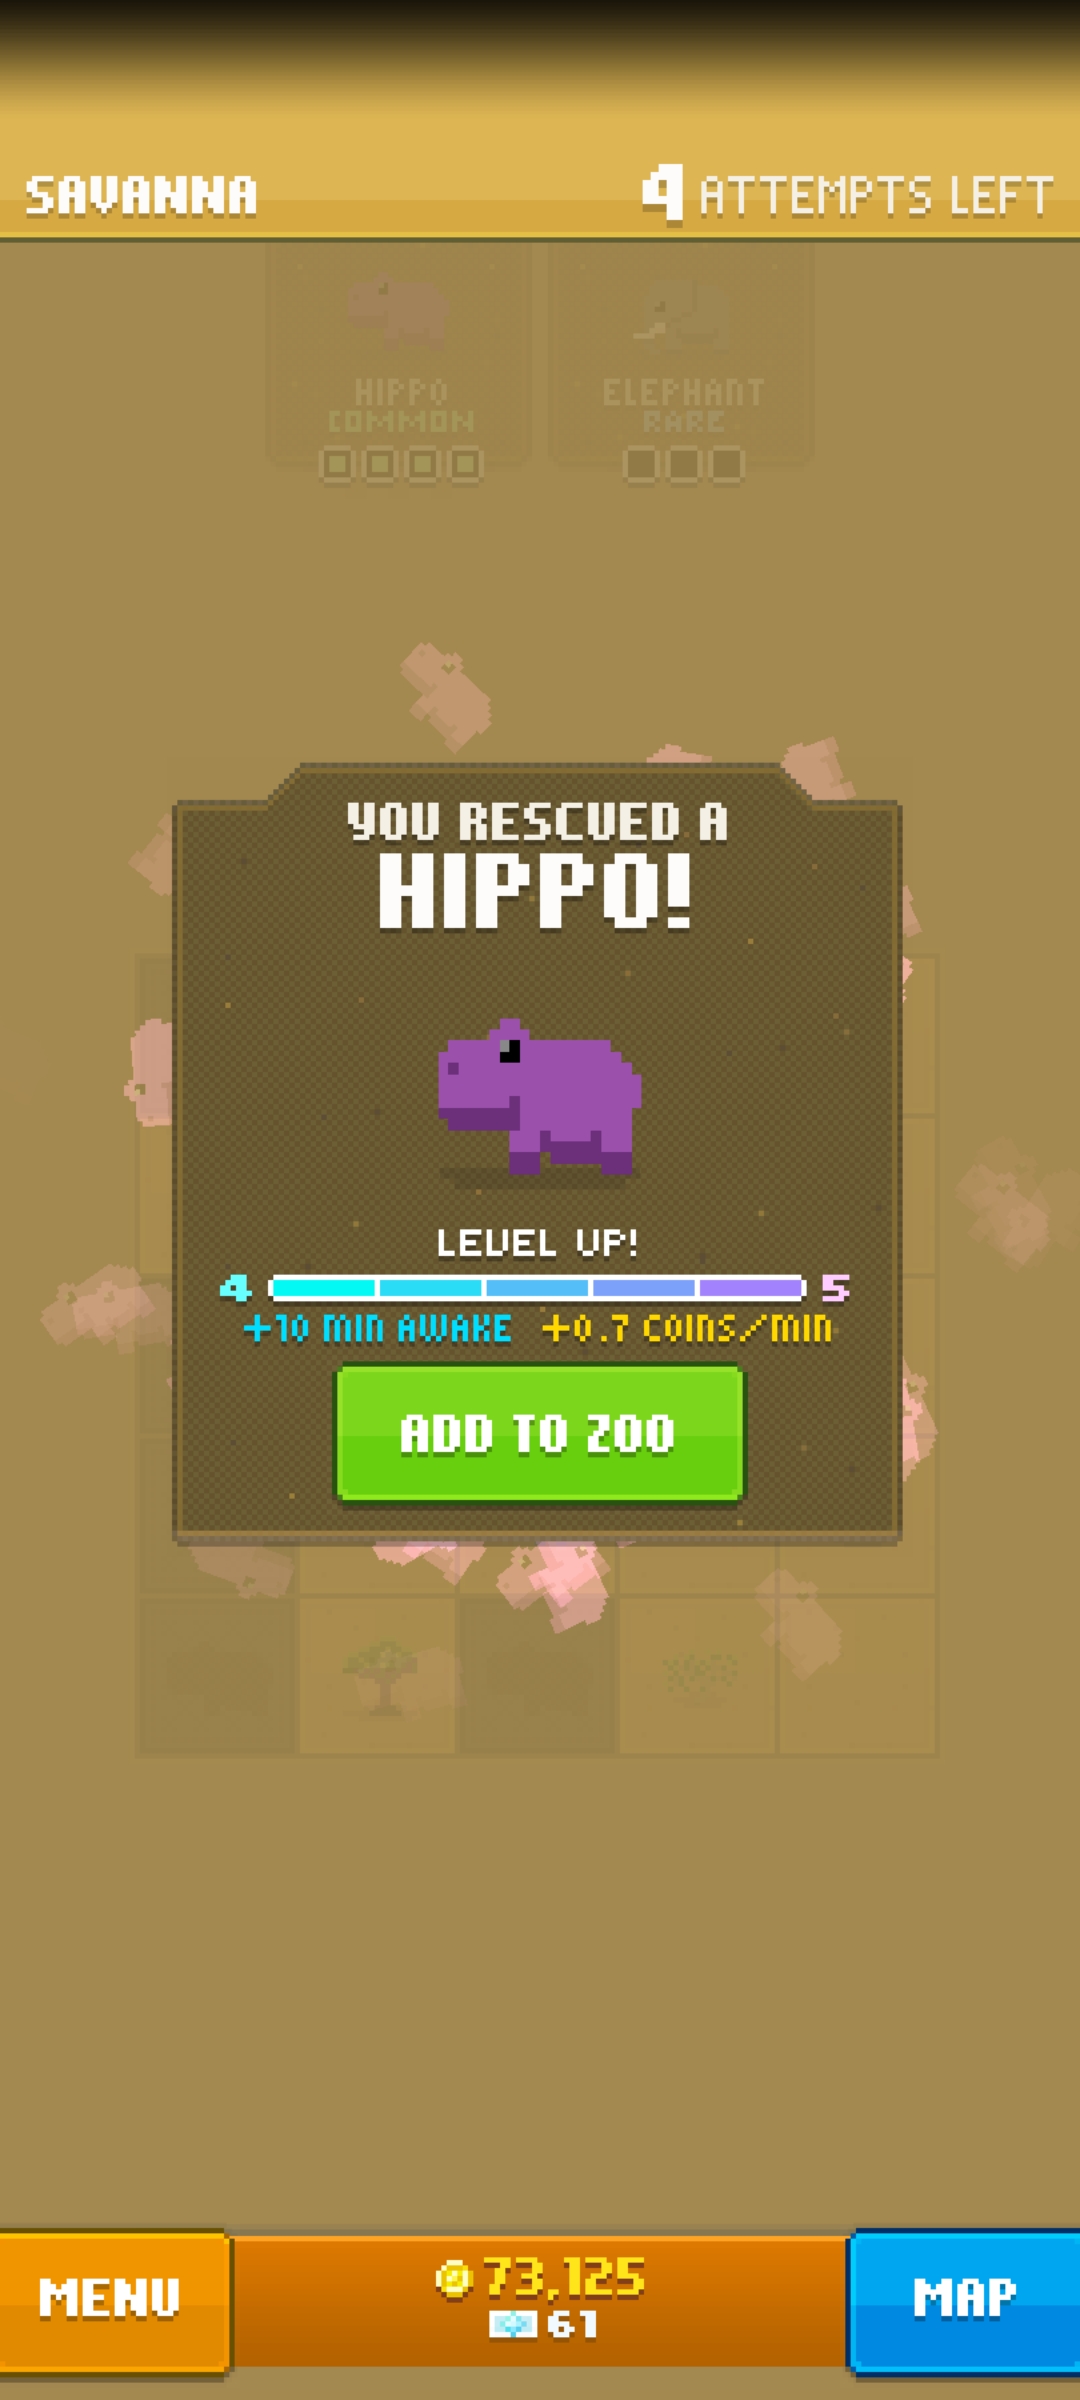 SAVANNA
4 ATTEMPTS LEFT
HIPPO
COMMON
ELEPHANT
RARE
YOU RESCUED A
HIPPO!
LEVEL UP!
4 5
+10 MIN AWAKE +0.7 COINS/MIN
ADD TO ZOO
MENU
73,125
61
MAP